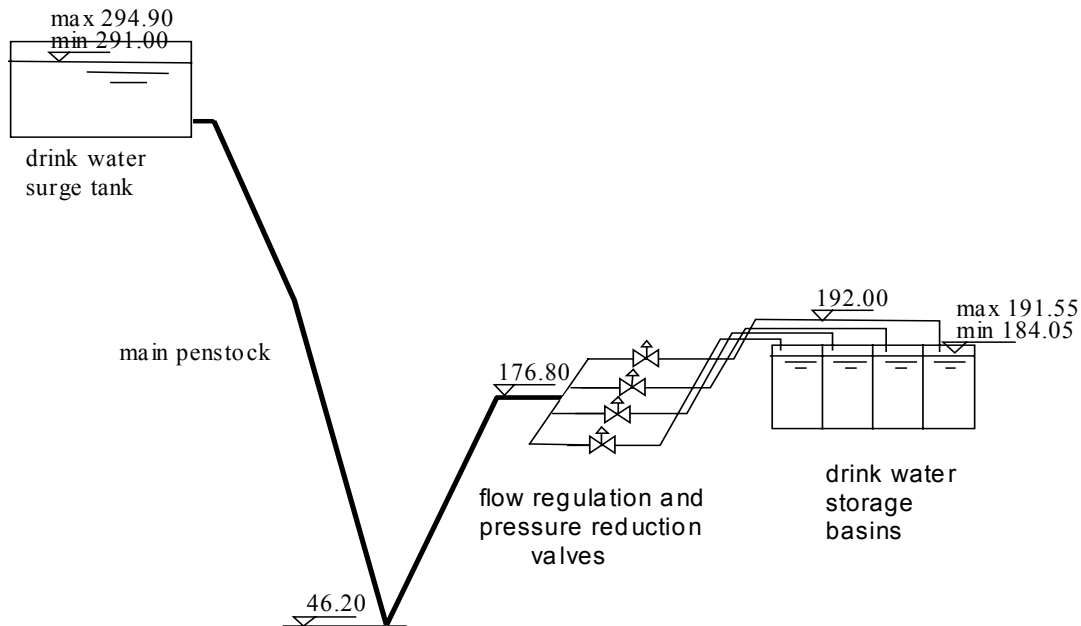 max 294.90
min 291.00
drink water
surge tank
main penstock
192.00
max 191.55
min 184.05
176.80
flow regulation and
pressure reduction
valves
drink water
storage
basins
46.20